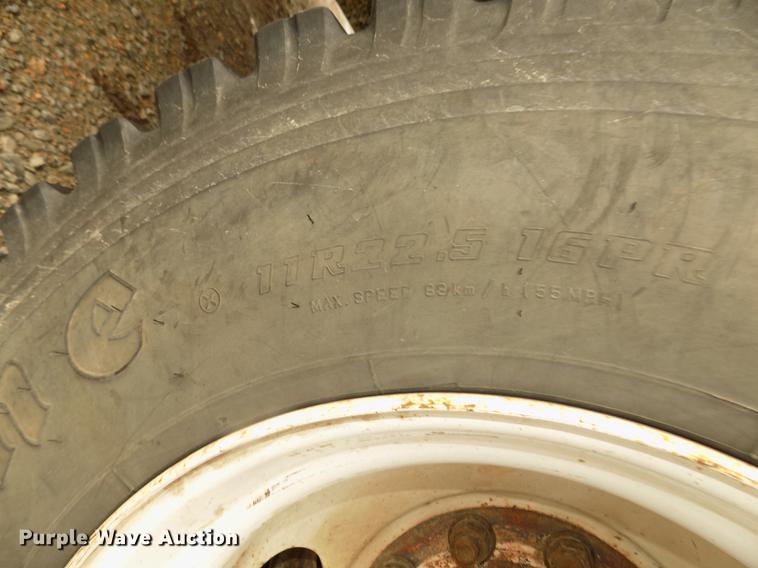 11R22.5 16PR
MAX. SPEED 88km/h (55 MPH)
Purple Wave Auction